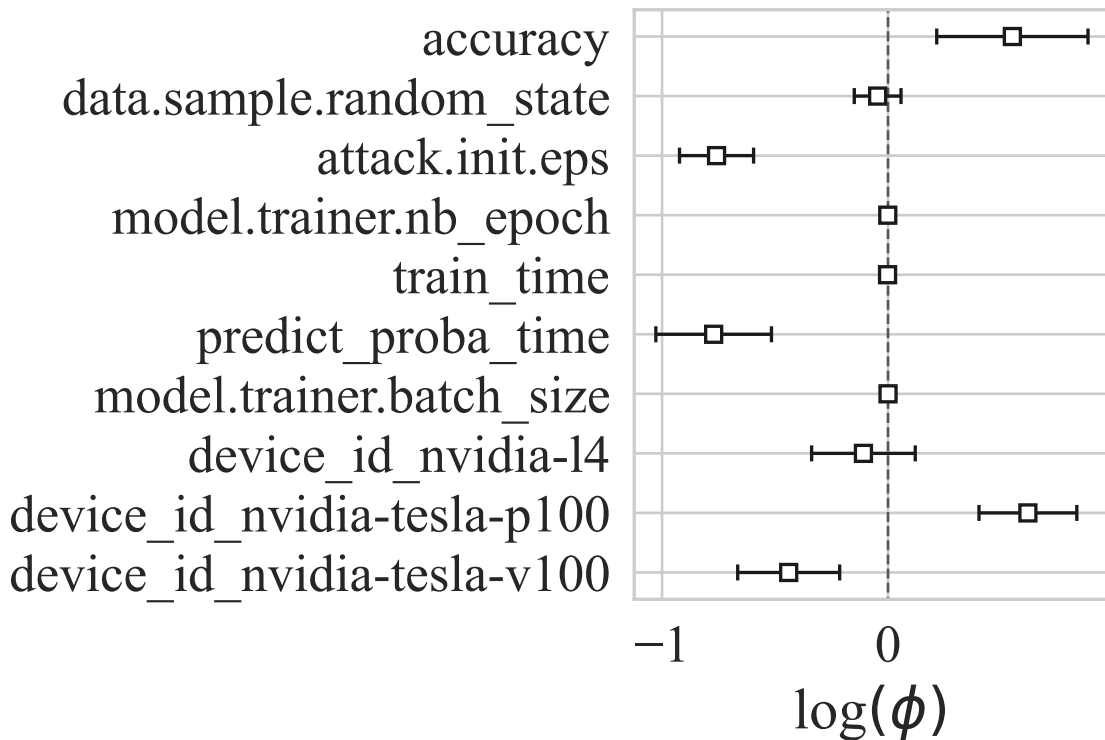 accuracy
data.sample.random_state
attack.init.eps
model.trainer.nb_epoch
train_time
predict_proba_time
model.trainer.batch_size
device_id_nvidia-l4
device_id_nvidia-tesla-p100
device_id_nvidia-tesla-v100
−1 0
log(ϕ)